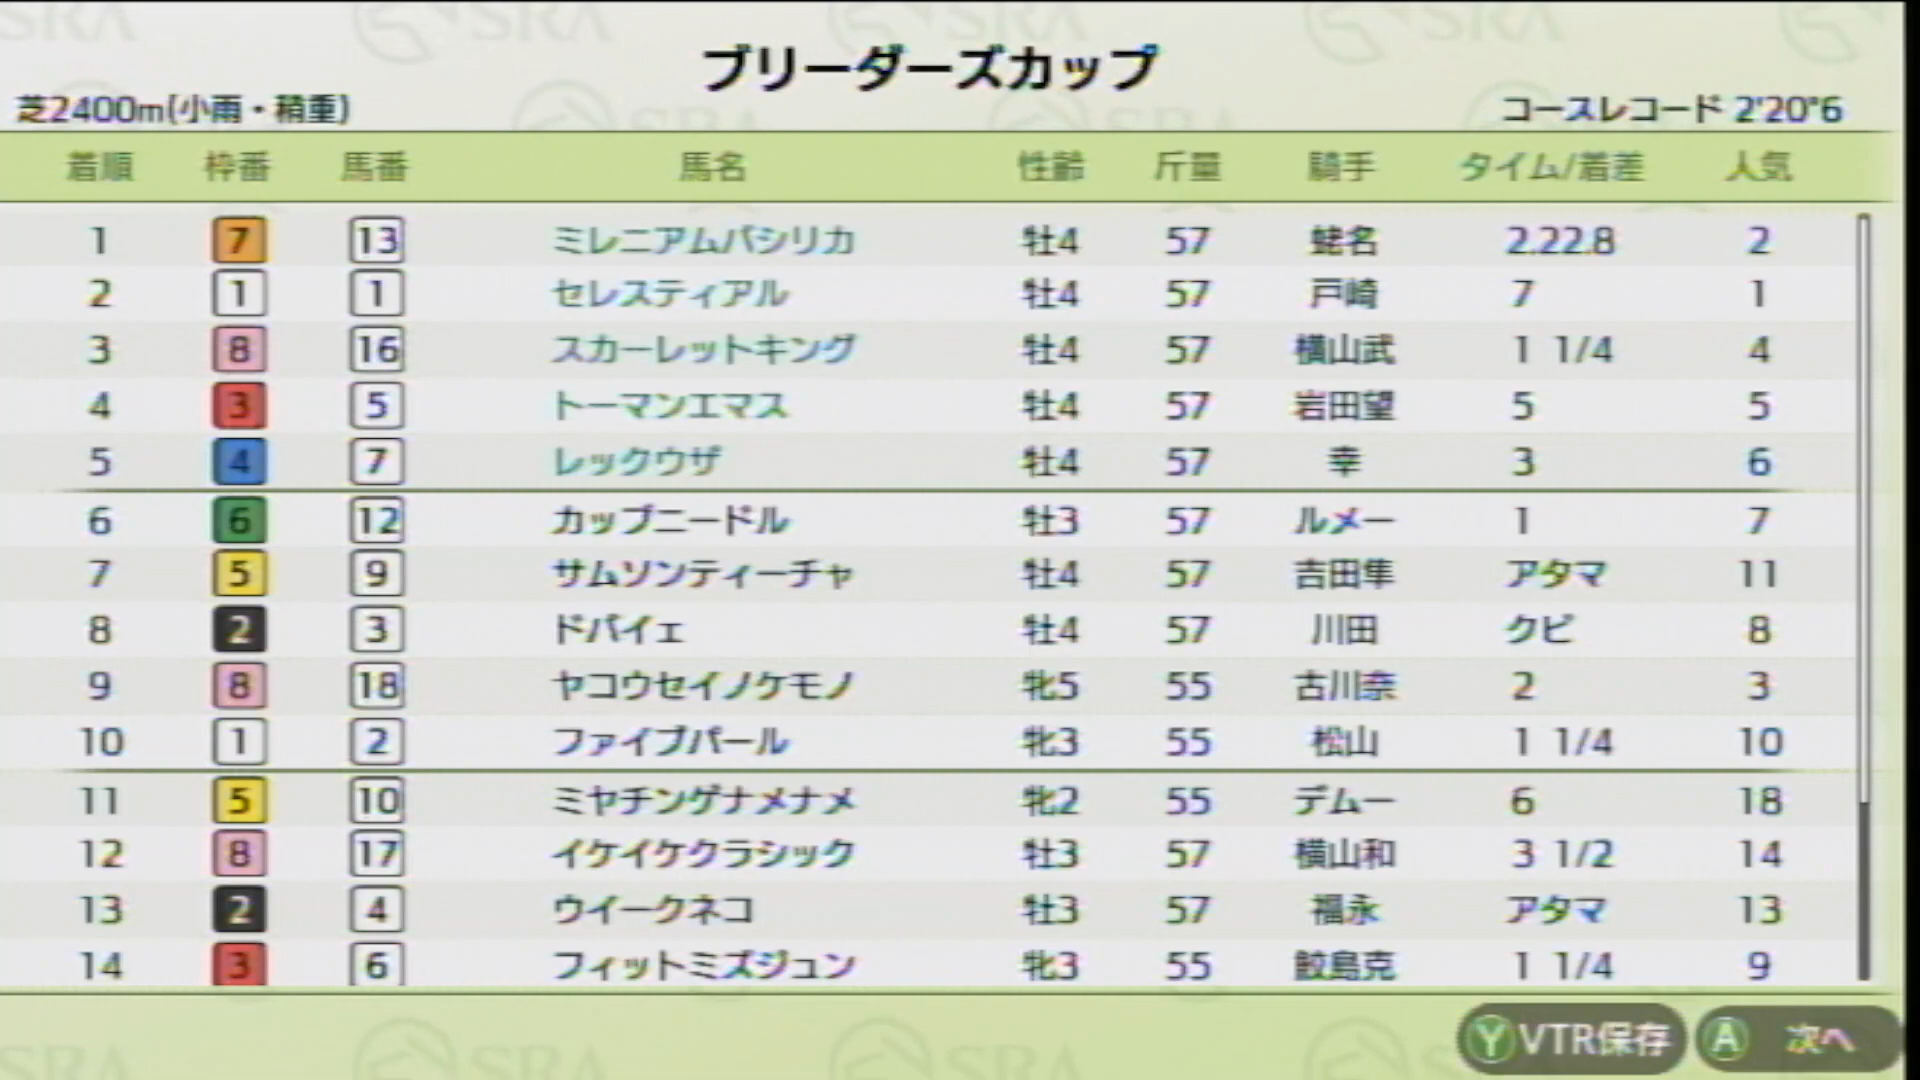 ブリーダーズカップ
芝2400m(小雨・稍重)
コースレコード 2'20"6
着順 枠番 馬番 馬名 性齢 斤量 騎手 タイム/着差 人気
1 7 13 ミレニアムバシリカ 牡4 57 蛯名 2.22.8 2
2 1 1 セレスティアル 牡4 57 戸崎 7 1
3 8 16 スカーレットキング 牡4 57 横山武 1 1/4 4
4 3 5 トーマンエマス 牡4 57 岩田望 5 5
5 4 7 レックウザ 牡4 57 幸 3 6
6 6 12 カップニードル 牡3 57 ルメー 1 7
7 5 9 サムソンティーチャ 牡4 57 吉田隼 アタマ 11
8 2 3 ドバイエ 牡4 57 川田 クビ 8
9 8 18 ヤコウセイノケモノ 牝5 55 古川奈 2 3
10 1 2 ファイブパール 牝3 55 松山 1 1/4 10
11 5 10 ミヤチンゲナメナメ 牝2 55 デムー 6 18
12 8 17 イケイケクラシック 牡3 57 横山和 3 1/2 14
13 2 4 ウイークネコ 牡3 57 福永 アタマ 13
14 3 6 フィットミズジュン 牝3 55 鮫島克 1 1/4 9
Y VTR保存 A 次へ
SRA